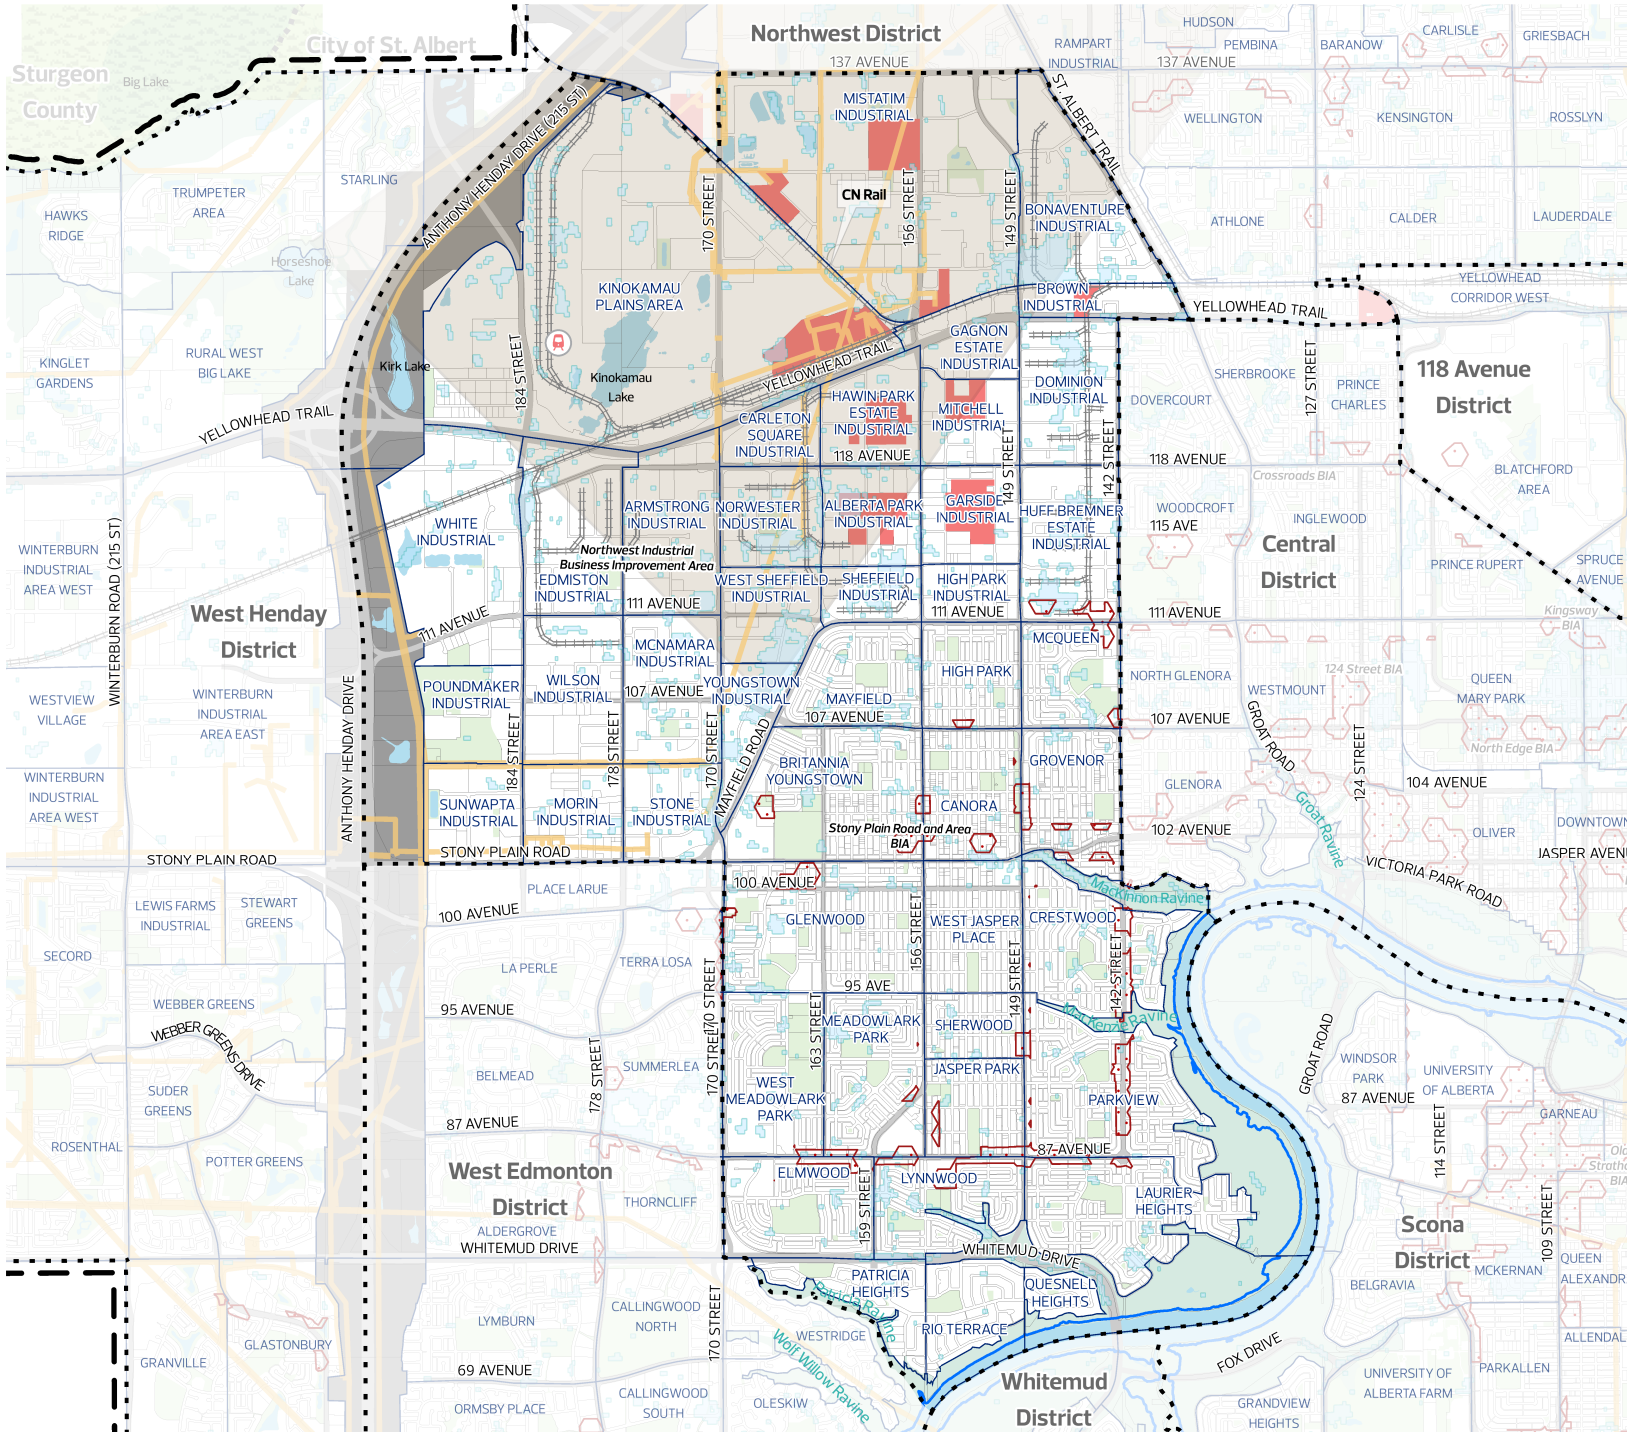 HUDSON
CARLISLE
Northwest District
GRIESBACH
City of St. Albert
RAMPART
INDUSTRIAL
PEMBINA
BARANOW
137 AVENUE
137 AVENUE
Sturgeon
County
Big Lake
ANTHONY HENDAY DRIVE (215 ST)
MISTATIM
INDUSTRIAL
ST. ALBERT TRAIL
WELLINGTON
KENSINGTON
ROSSLYN
STARLING
TRUMPETER
AREA
CN Rail
170 STREET
156 STREET
149 STREET
HAWKS
RIDGE
BONAVENTURE
INDUSTRIAL
ATHLONE
CALDER
LAUDERDALE
Horseshoe
Lake
YELLOWHEAD
CORRIDOR WEST
KINOKAMAU
PLAINS AREA
BROWN
INDUSTRIAL
YELLOWHEAD TRAIL
GAGNON
ESTATE
INDUSTRIAL
KINGLET
GARDENS
RURAL WEST
BIG LAKE
Kirk Lake
184 STREET
Kinokamau
Lake
YELLOWHEAD TRAIL
DOMINION
INDUSTRIAL
SHERBROOKE
127 STREET
PRINCE
CHARLES
118 Avenue
District
DOVERCOURT
YELLOWHEAD TRAIL
HAWIN PARK
ESTATE
INDUSTRIAL
MITCHELL
INDUSTRIAL
CARLETON
SQUARE
INDUSTRIAL
118 AVENUE
149 STREET
142 STREET
118 AVENUE
Crossroads BIA
BLATCHFORD
AREA
WINTERBURN ROAD (215 ST)
WHITE
INDUSTRIAL
ARMSTRONG
INDUSTRIAL
NORWESTER
INDUSTRIAL
ALBERTA PARK
INDUSTRIAL
GARSIDE
INDUSTRIAL
HUFF BREMNER
ESTATE
INDUSTRIAL
WOODCROFT
115 AVE
INGLEWOOD
Central
District
WINTERBURN
INDUSTRIAL
AREA WEST
Northwest Industrial
Business Improvement Area
PRINCE RUPERT
SPRUCE
AVENUE
EDMISTON
INDUSTRIAL
WEST SHEFFIELD
INDUSTRIAL
SHEFFIELD
INDUSTRIAL
HIGH PARK
INDUSTRIAL
111 AVENUE
111 AVENUE
111 AVENUE
111 AVENUE
Kingsway
BIA
West Henday
District
MCNAMARA
INDUSTRIAL
MCQUEEN
HIGH PARK
124 Street BIA
NORTH GLENORA
WESTMOUNT
QUEEN
MARY PARK
WESTVIEW
VILLAGE
WINTERBURN
INDUSTRIAL
AREA EAST
POUNDMAKER
INDUSTRIAL
WILSON
INDUSTRIAL
107 AVENUE
YOUNGSTOWN
INDUSTRIAL
MAYFIELD
107 AVENUE
107 AVENUE
ANTHONY HENDAY DRIVE
184 STREET
178 STREET
170 STREET
MAYFIELD ROAD
GROAT ROAD
124 STREET
North Edge BIA
BRITANNIA
YOUNGSTOWN
GROVENOR
GLENORA
104 AVENUE
WINTERBURN
INDUSTRIAL
AREA WEST
SUNWAPTA
INDUSTRIAL
MORIN
INDUSTRIAL
STONE
INDUSTRIAL
CANORA
Stony Plain Road and Area
BIA
Groat Ravine
102 AVENUE
OLIVER
DOWNTOWN
STONY PLAIN ROAD
STONY PLAIN ROAD
JASPER AVENU
VICTORIA PARK ROAD
PLACE LARUE
100 AVENUE
MacKinnon Ravine
LEWIS FARMS
INDUSTRIAL
STEWART
GREENS
100 AVENUE
GLENWOOD
156 STREET
WEST JASPER
PLACE
CRESTWOOD
SECORD
LA PERLE
TERRA LOSA
170 STREET
149 STREET
142 STREET
95 AVE
WEBBER GREENS
95 AVENUE
MacKenzie Ravine
WEBBER GREENS DRIVE
MEADOWLARK
PARK
SHERWOOD
163 STREET
170 STREET
GROAT ROAD
178 STREET
SUMMERLEA
BELMEAD
JASPER PARK
WINDSOR
PARK
UNIVERSITY
OF ALBERTA
SUDER
GREENS
WEST
MEADOWLARK
PARK
PARKVIEW
87 AVENUE
GARNEAU
87 AVENUE
87 AVENUE
114 STREET
ROSENTHAL
POTTER GREENS
West Edmonton
District
ELMWOOD
LYNNWOOD
Old
Strathc
BIA
THORNCLIFF
159 STREET
LAURIER
HEIGHTS
109 STREET
ALDERGROVE
WHITEMUD DRIVE
WHITEMUD DRIVE
Scona
District
QUEEN
ALEXANDR
MCKERNAN
BELGRAVIA
PATRICIA
HEIGHTS
QUESNELL
HEIGHTS
Patricia Ravine
170 STREET
LYMBURN
CALLINGWOOD
NORTH
WESTRIDGE
RIO TERRACE
Wolf Willow Ravine
GLASTONBURY
GRANVILLE
FOX DRIVE
ALLENDAL
PARKALLEN
69 AVENUE
UNIVERSITY OF
ALBERTA FARM
Whitemud
District
CALLINGWOOD
SOUTH
OLESKIW
ORMSBY PLACE
GRANDVIEW
HEIGHTS